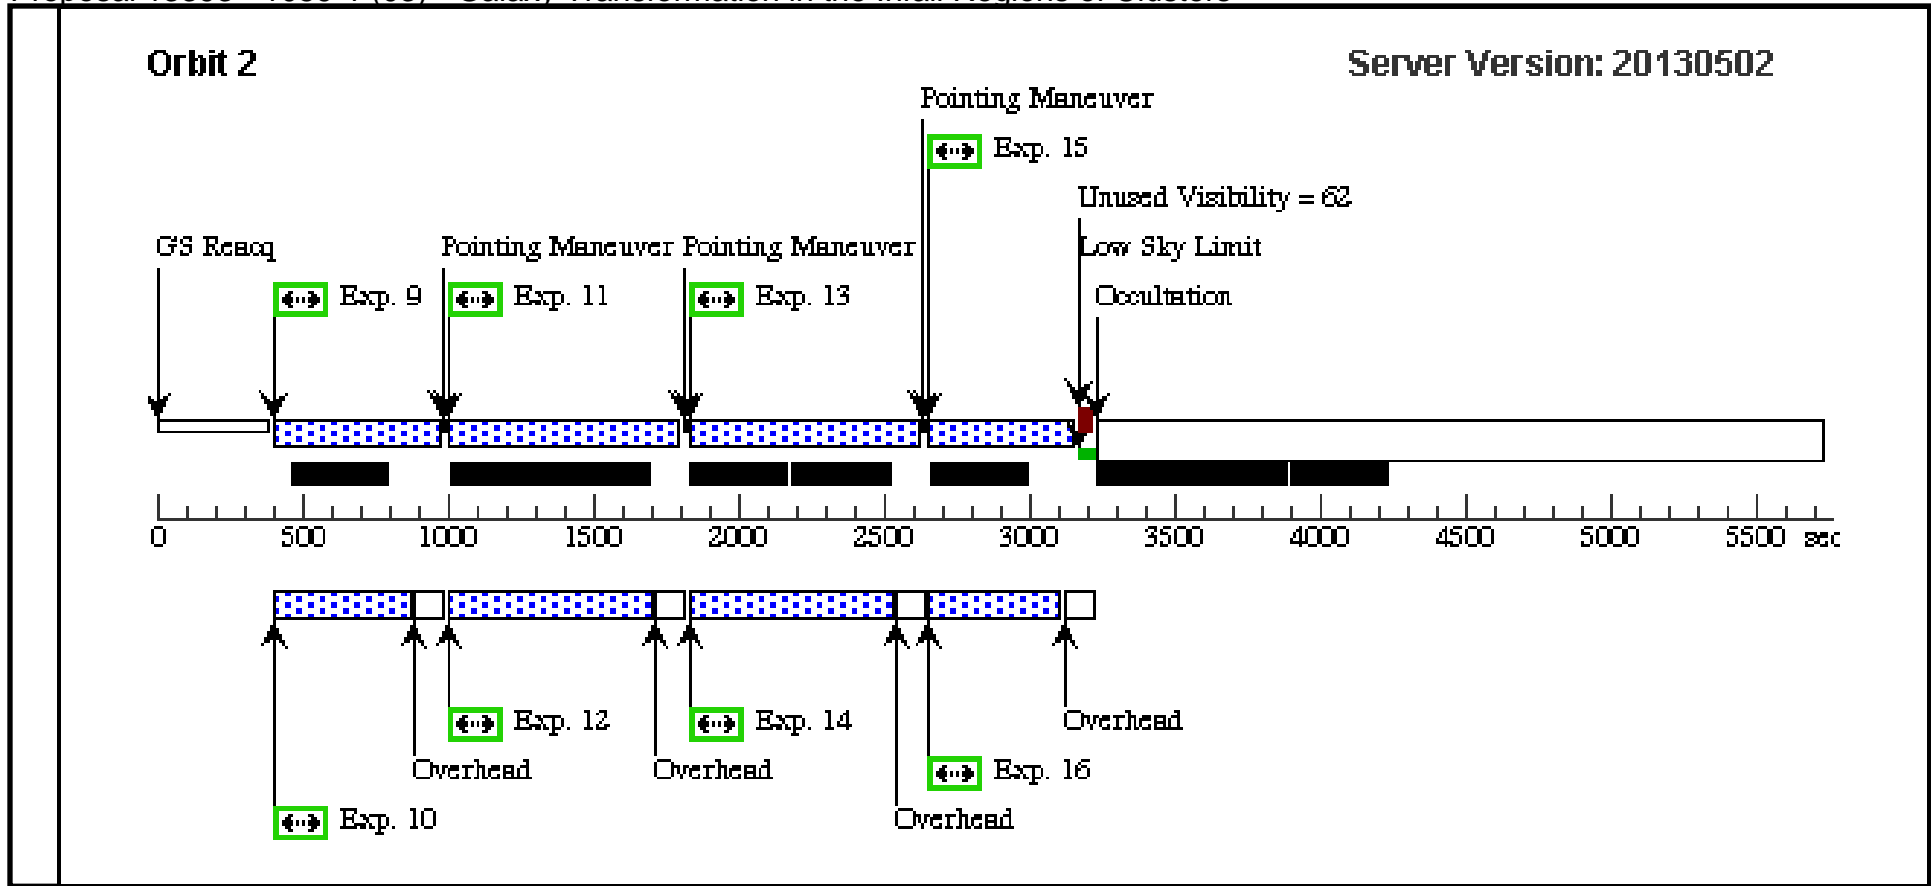 Orbit 2
Server Version: 20130502
Pointing Maneuver
Exp. 15
Unused Visibility = 62
GS Reacq
Pointing Maneuver
Pointing Maneuver
Low Sky Limit
Exp. 9
Exp. 11
Exp. 13
Occultation
0 500 1000 1500 2000 2500 3000 3500 4000 4500 5000 5500 sec
Exp. 12
Exp. 14
Overhead
Overhead
Overhead
Exp. 16
Exp. 10
Overhead